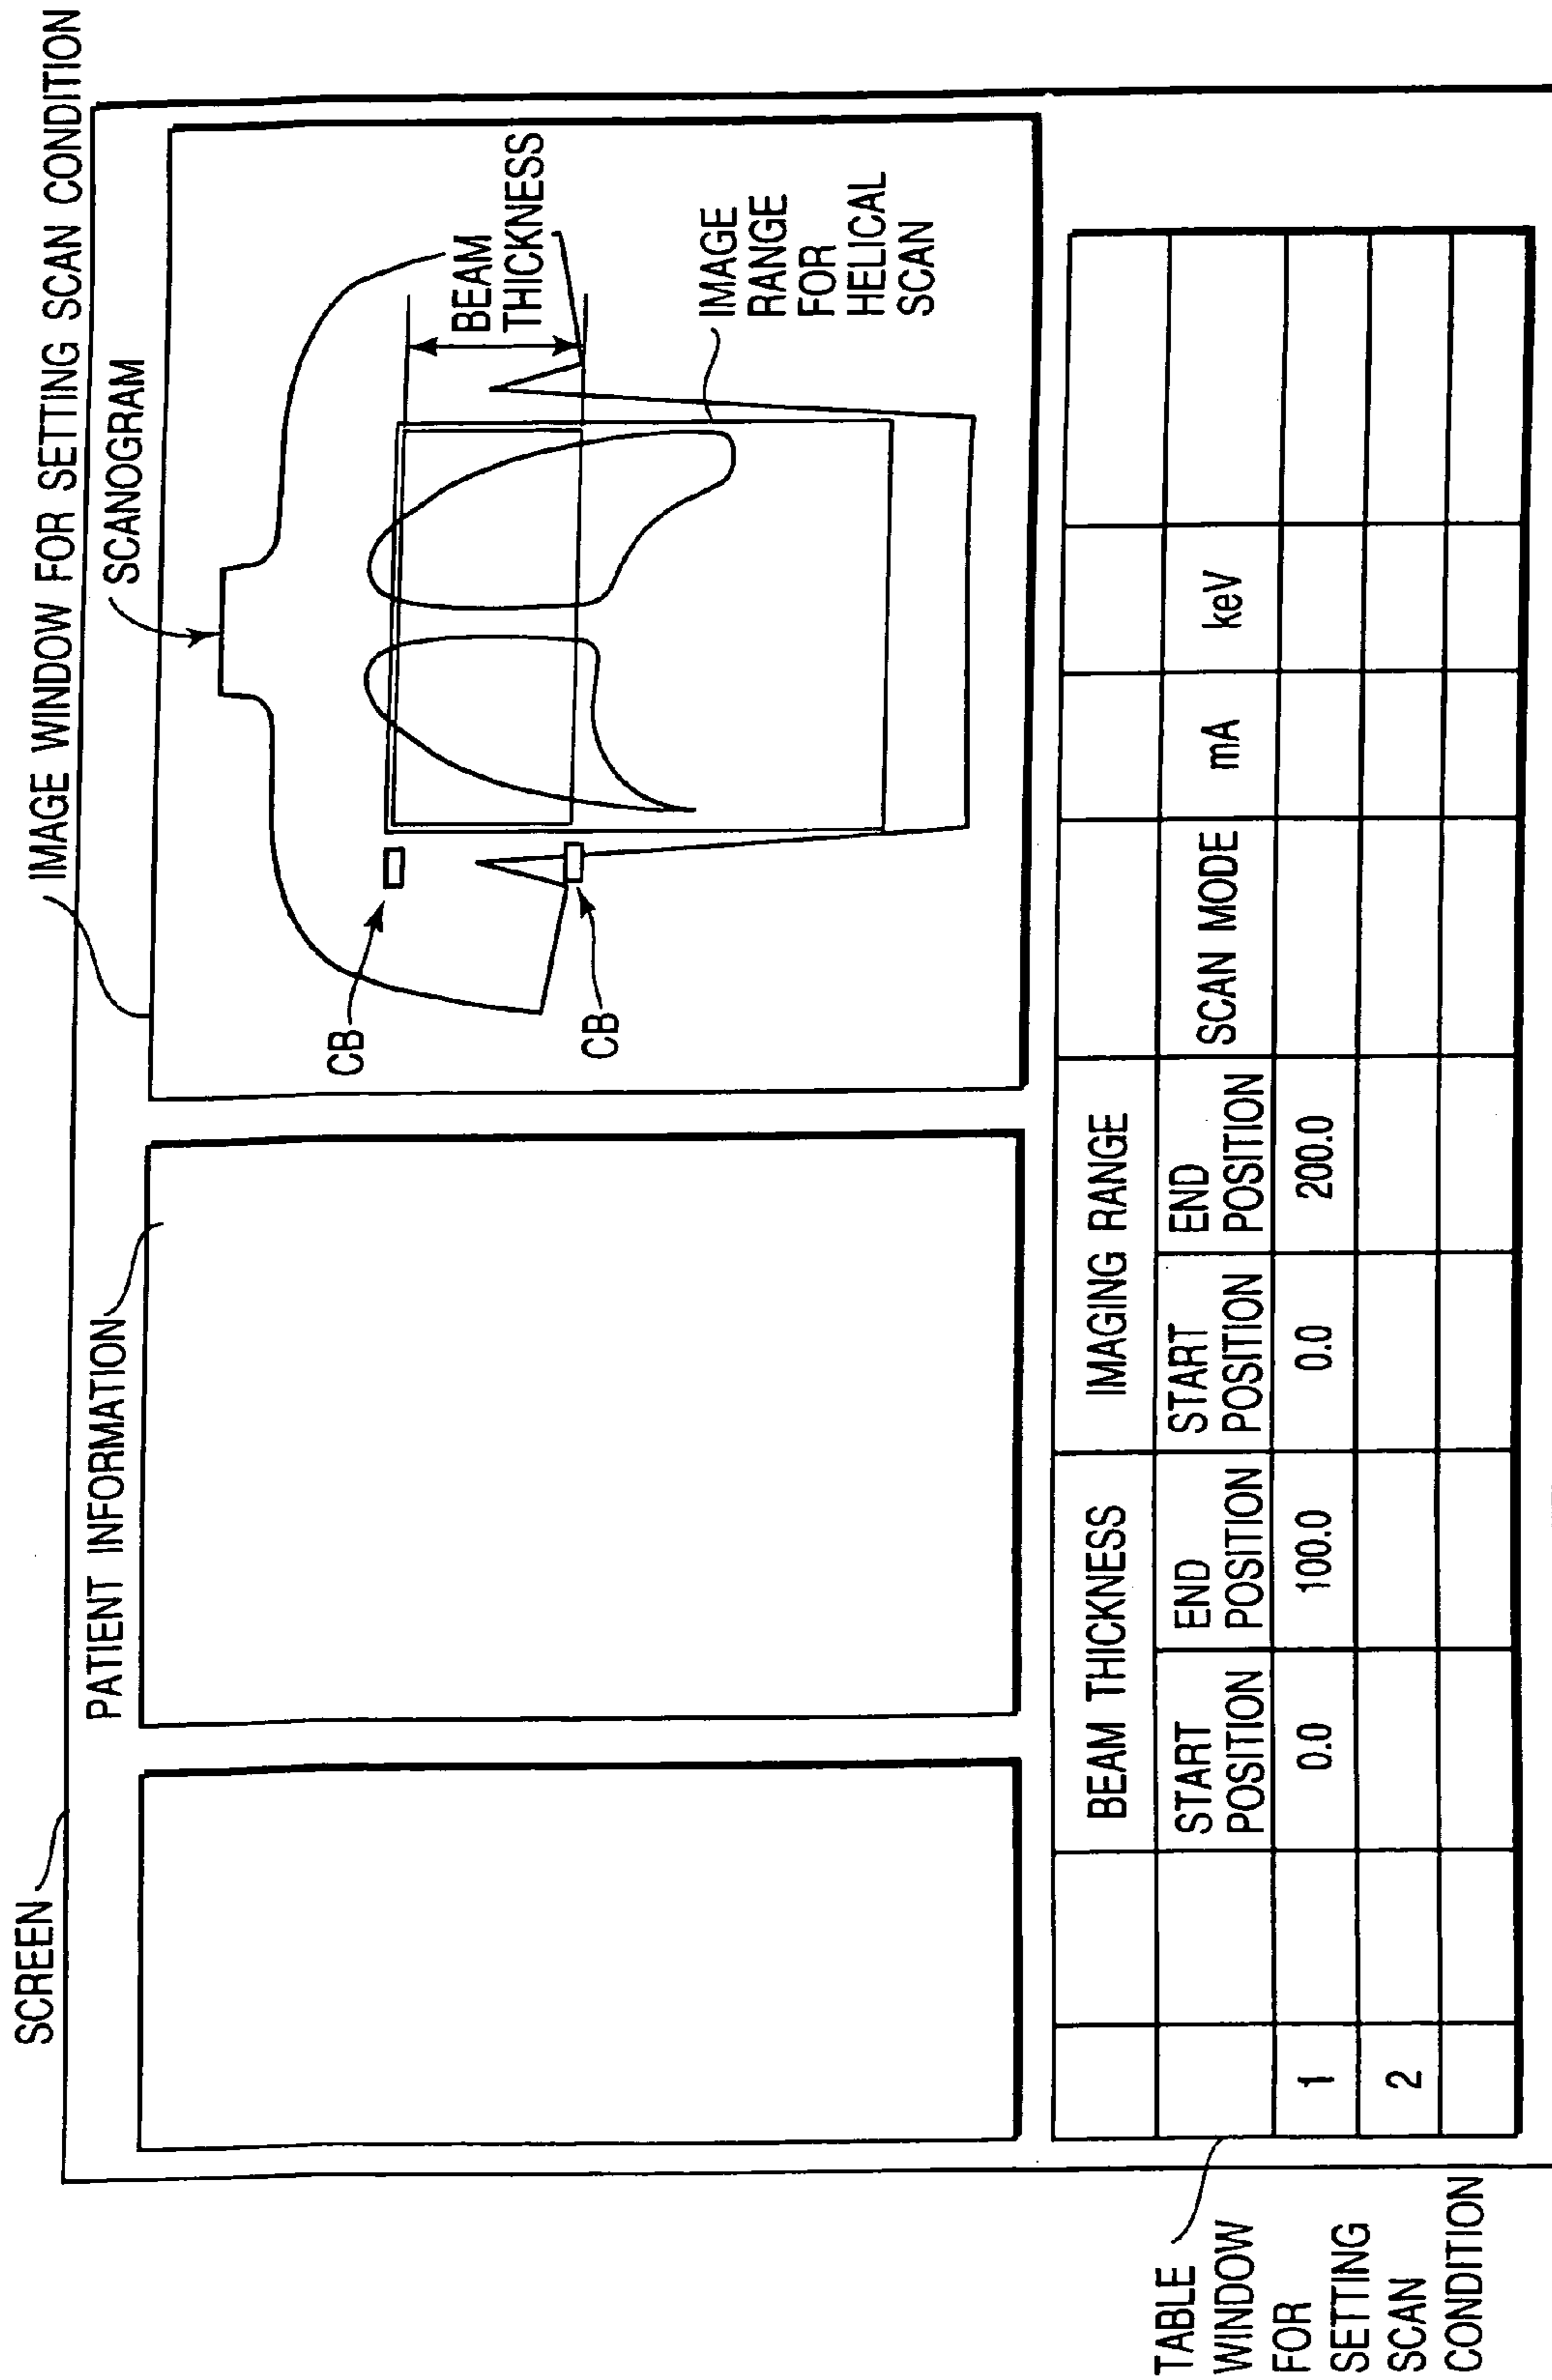 SCREEN
PATIENT INFORMATION
IMAGE WINDOW FOR SETTING SCAN CONDITION
SCANOGRAM
CB
CB
BEAM
THICKNESS
IMAGE
RANGE
FOR
HELICAL
SCAN
TABLE
WINDOW
FOR
SETTING
SCAN
CONDITION
BEAM THICKNESS IMAGING RANGE
START
POSITION
END
POSITION
START
POSITION
END
POSITION
SCAN MODE
mA
keV
1 0.0 100.0 0.0 200.0
2